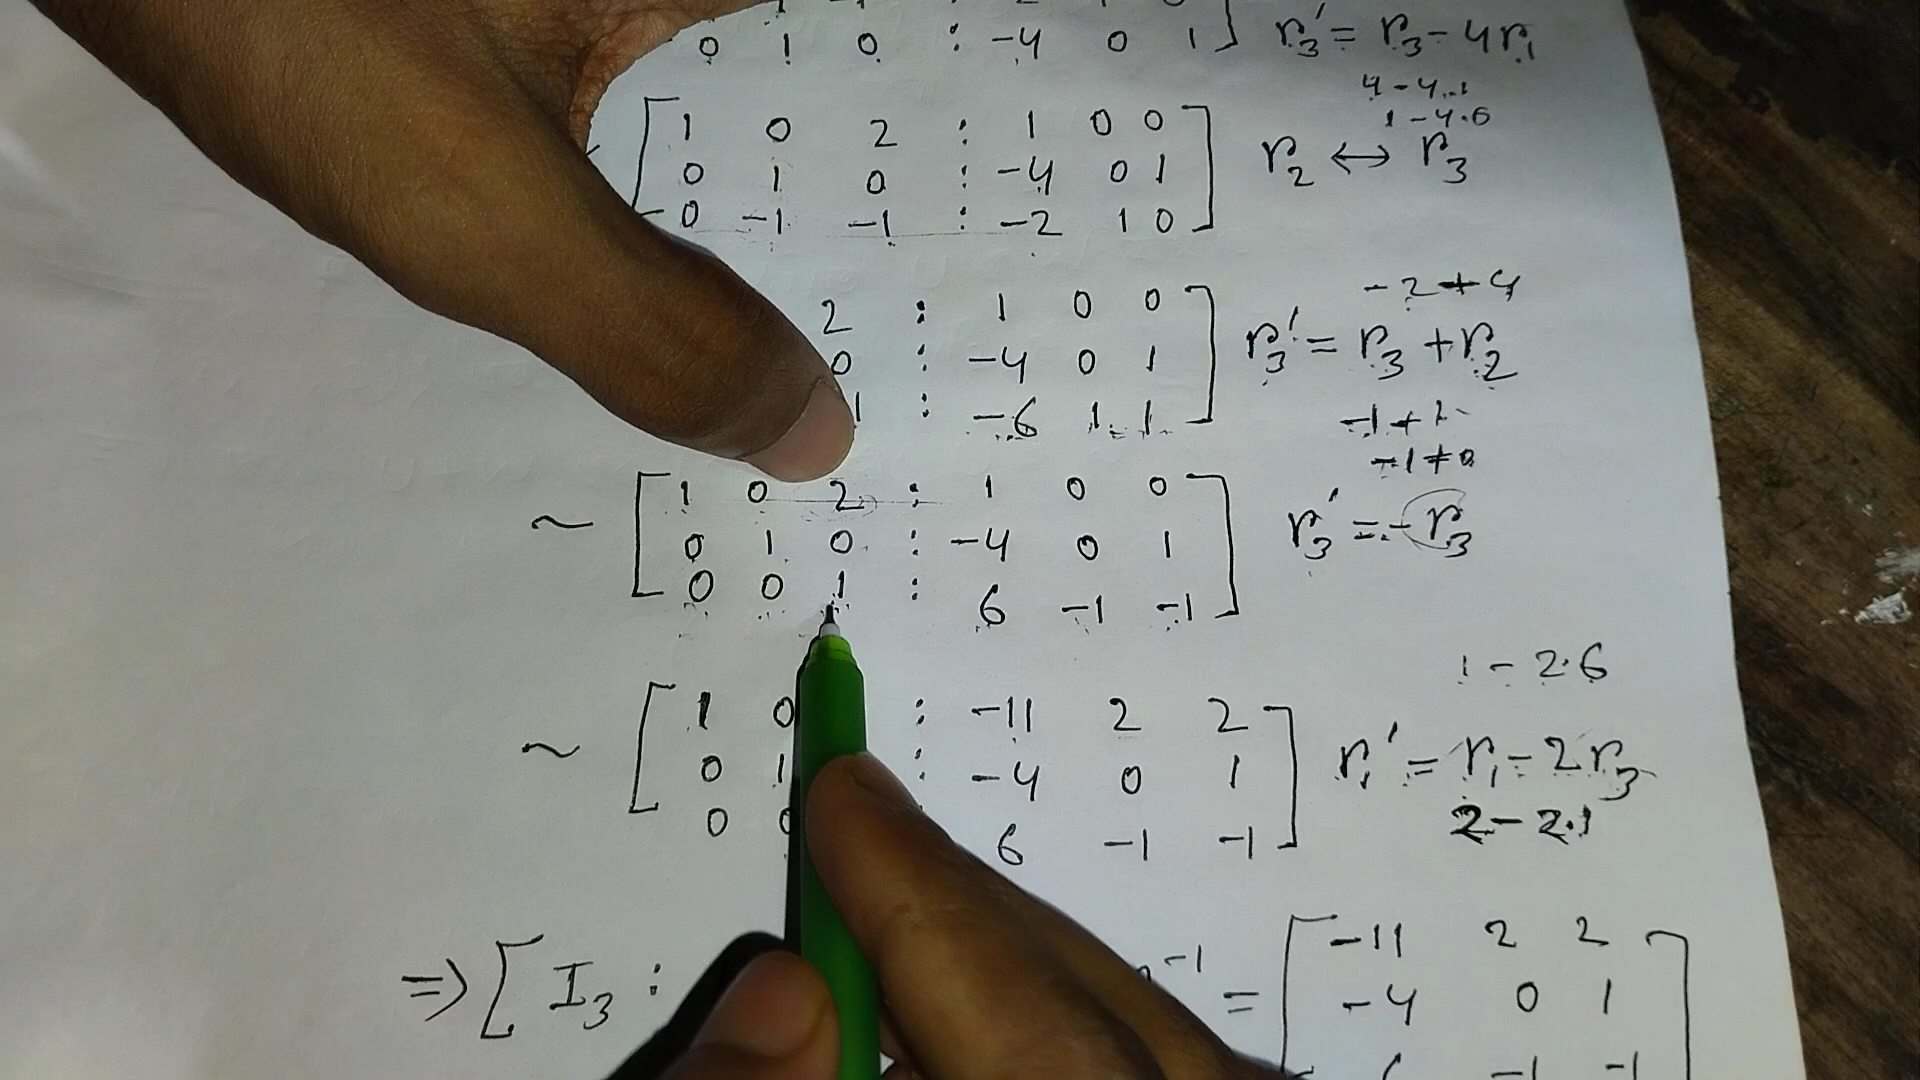 0 1 0 : -4 0 1 ] r₃' = r₃ - 4r₁
4 - 4.1
1 - 4.0
[ 1 0 2 : 1 0 0 ]
0 1 0 : -4 0 1 r₂ ↔ r₃
0 -1 -1 : -2 1 0
-2+4
2 : 1 0 0 ]
0 : -4 0 1 r₃' = r₃ + r₂
1 : -6 1 1
-1+1
-1+0
~ [ 1 0 2 : 1 0 0 ]
0 1 0 : -4 0 1 r₃' = -r₃
0 0 1 : 6 -1 -1
1 - 2.6
~ [ 1 0 : -11 2 2 ]
0 1 : -4 0 1 r₁' = r₁ - 2r₃
0 0 6 -1 -1
2 - 2.1
=> [ I₃ : ⁻¹ = [ -11 2 2 ]
-4 0 1
-1 -1